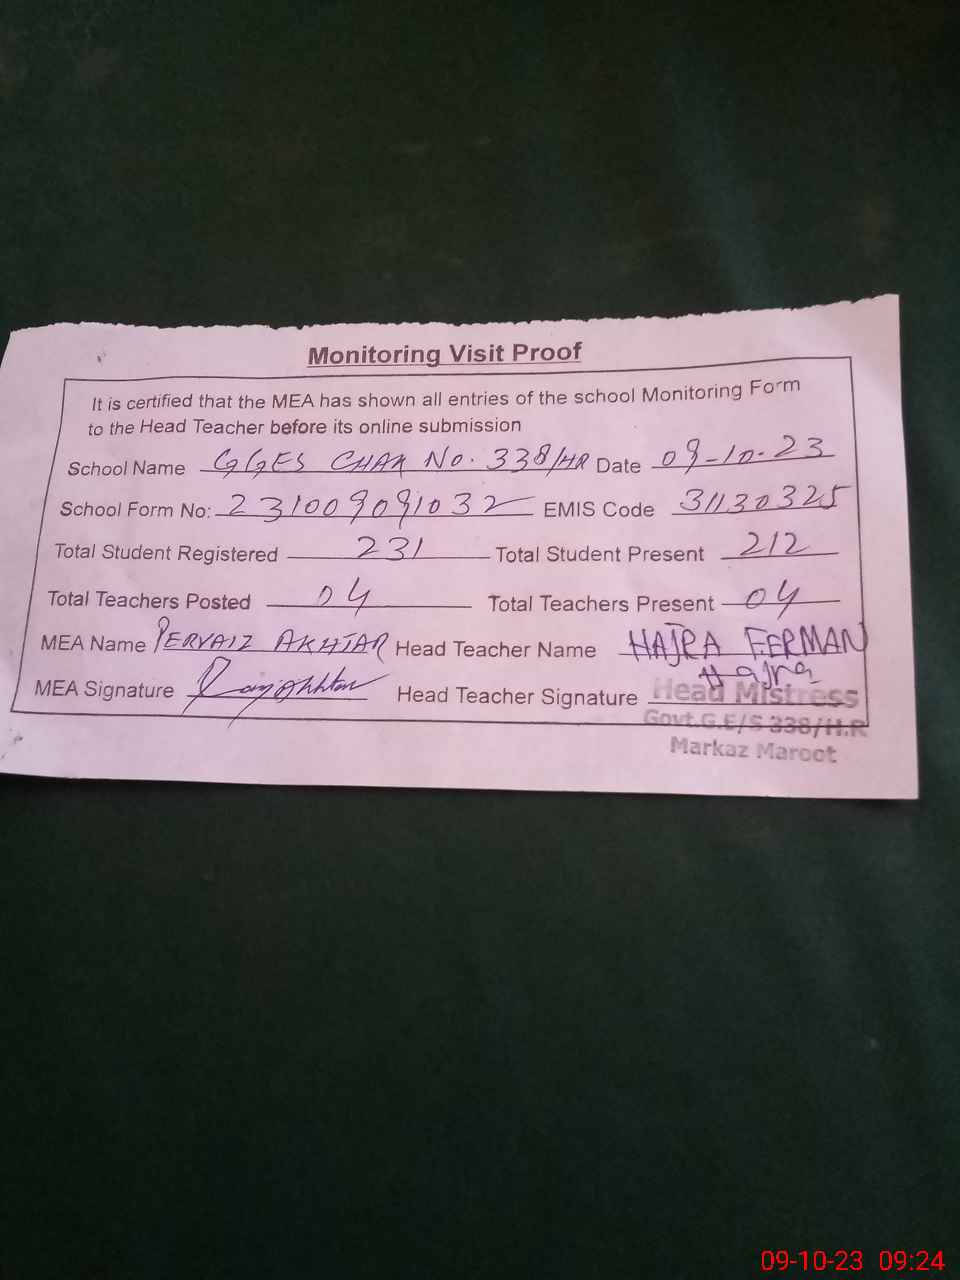 Monitoring Visit Proof
It is certified that the MEA has shown all entries of the school Monitoring Form
to the Head Teacher before its online submission
School Name GGES CHAK No. 338/HR Date 09-10-23
School Form No: 231009091032 EMIS Code 31130325
Total Student Registered 231 Total Student Present 212
Total Teachers Posted 04 Total Teachers Present 04
MEA Name PERVAIZ AKHTAR Head Teacher Name HAJRA FERMAN
MEA Signature Head Teacher Signature Hajra
Head Mistress
Govt.G.E/S 338/H.R
Markaz Maroot
09-10-23 09:24